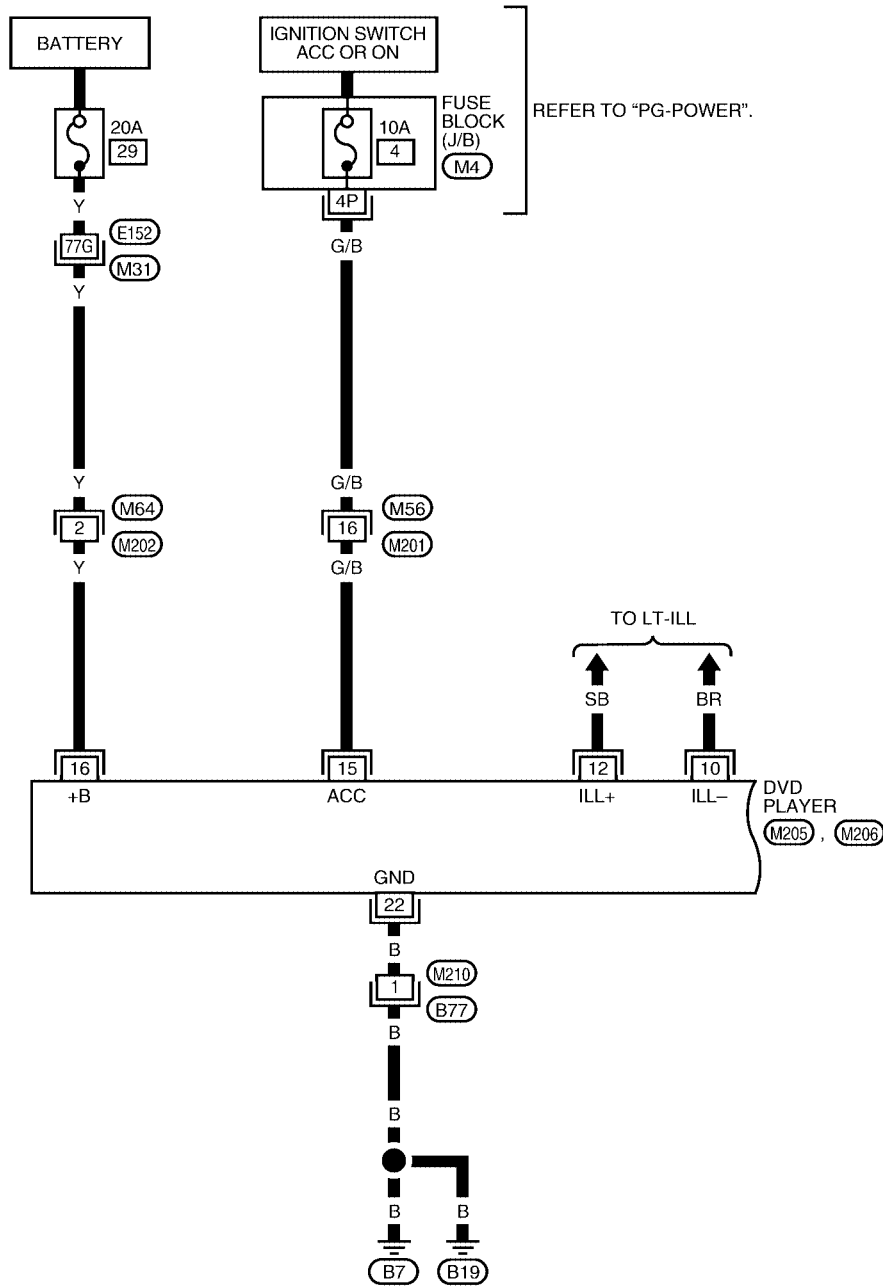 BATTERY
IGNITION SWITCH
ACC OR ON
REFER TO “PG-POWER”.
20A
29
10A
4
FUSE
BLOCK
(J/B)
M4
4P
Y
G/B
77G
E152
M31
Y
Y
G/B
2
M64
M202
16
M56
M201
Y
G/B
TO LT-ILL
SB
BR
16
15
12
10
+B
ACC
ILL+
ILL–
DVD
PLAYER
M205 , M206
GND
22
B
1
M210
B77
B
B
B
B
B7
B19